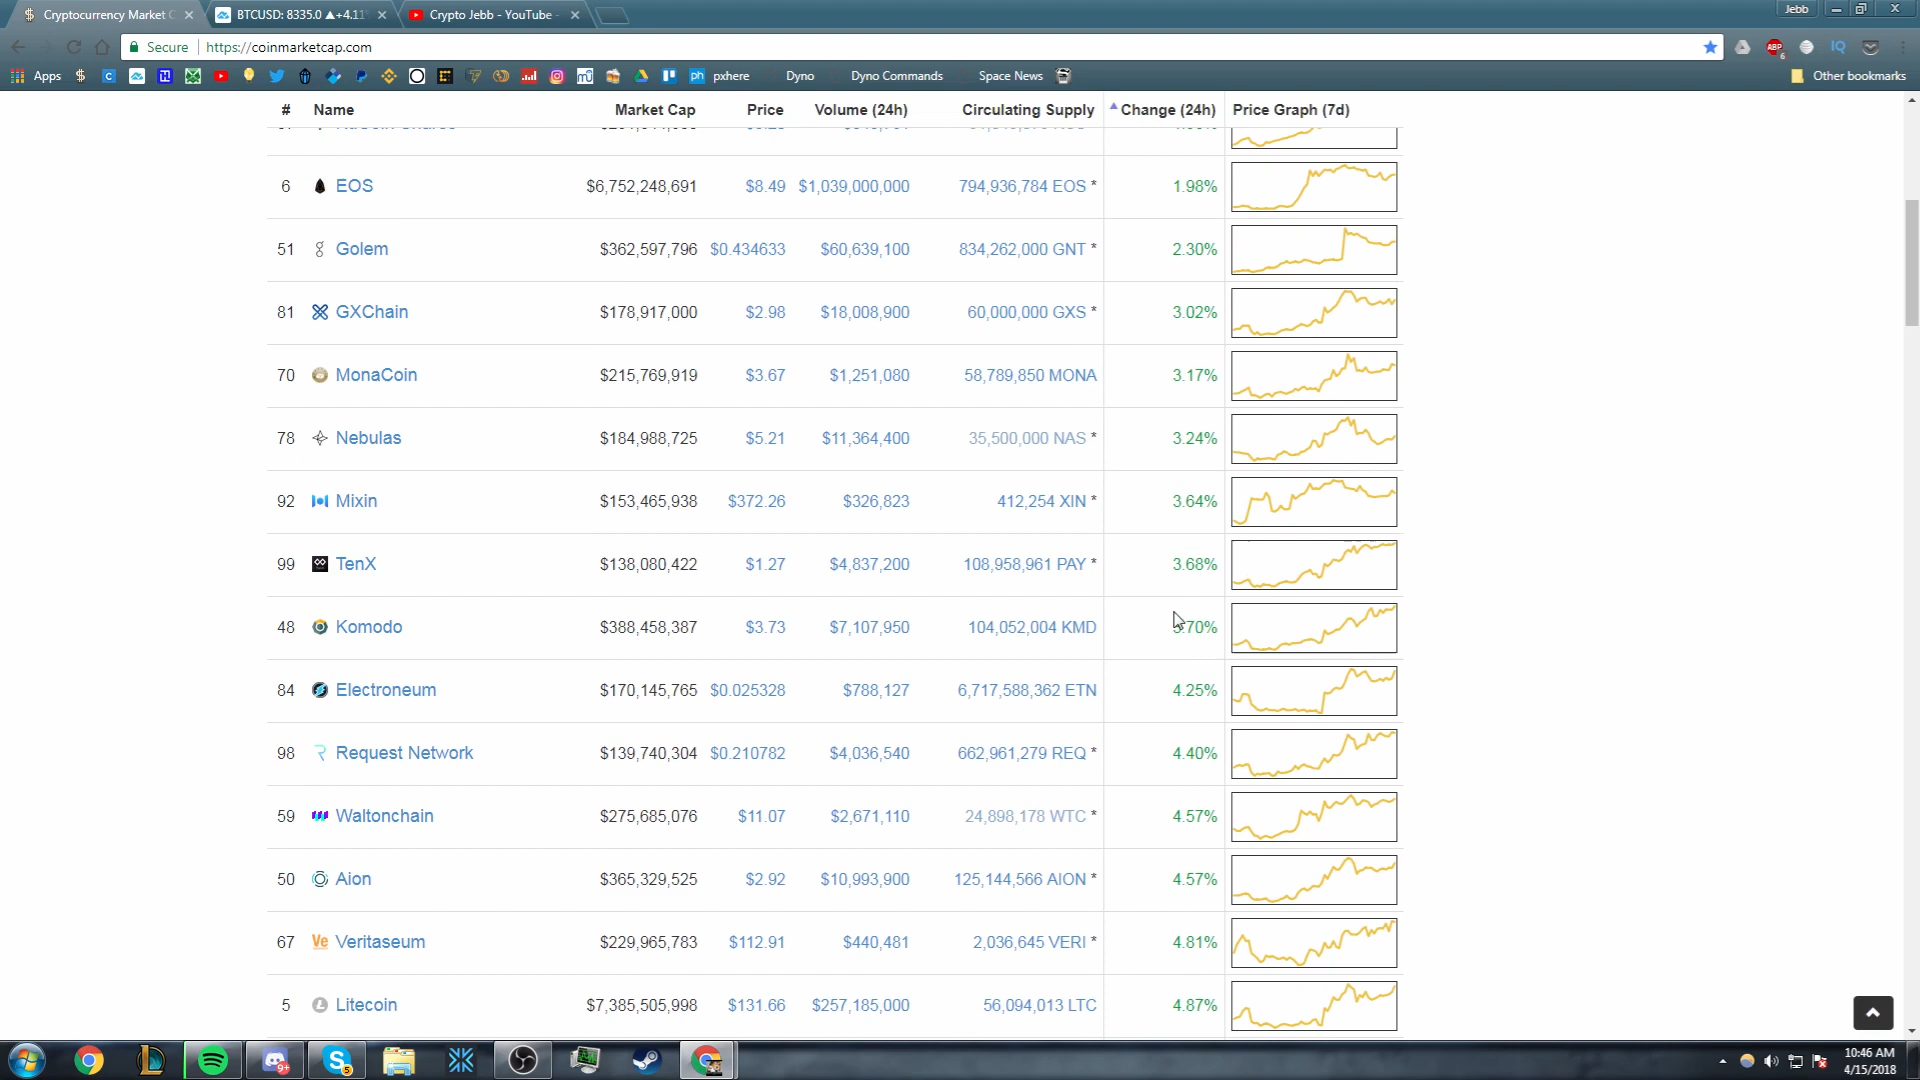 Cryptocurrency Market C
BTCUSD: 8335.0 ▲+4.11
Crypto Jebb - YouTube
Jebb
Secure https://coinmarketcap.com
ABP 6 IQ
Apps pxhere Dyno Dyno Commands Space News Other bookmarks
# Name Market Cap Price Volume (24h) Circulating Supply Change (24h) Price Graph (7d)
6 EOS $6,752,248,691 $8.49 $1,039,000,000 794,936,784 EOS * 1.98%
51 Golem $362,597,796 $0.434633 $60,639,100 834,262,000 GNT * 2.30%
81 GXChain $178,917,000 $2.98 $18,008,900 60,000,000 GXS * 3.02%
70 MonaCoin $215,769,919 $3.67 $1,251,080 58,789,850 MONA 3.17%
78 Nebulas $184,988,725 $5.21 $11,364,400 35,500,000 NAS * 3.24%
92 Mixin $153,465,938 $372.26 $326,823 412,254 XIN * 3.64%
99 TenX $138,080,422 $1.27 $4,837,200 108,958,961 PAY * 3.68%
48 Komodo $388,458,387 $3.73 $7,107,950 104,052,004 KMD 3.70%
84 Electroneum $170,145,765 $0.025328 $788,127 6,717,588,362 ETN 4.25%
98 Request Network $139,740,304 $0.210782 $4,036,540 662,961,279 REQ * 4.40%
59 Waltonchain $275,685,076 $11.07 $2,671,110 24,898,178 WTC * 4.57%
50 Aion $365,329,525 $2.92 $10,993,900 125,144,566 AION * 4.57%
67 Ve Veritaseum $229,965,783 $112.91 $440,481 2,036,645 VERI * 4.81%
5 Litecoin $7,385,505,998 $131.66 $257,185,000 56,094,013 LTC 4.87%
9+ 5
10:46 AM
4/15/2018